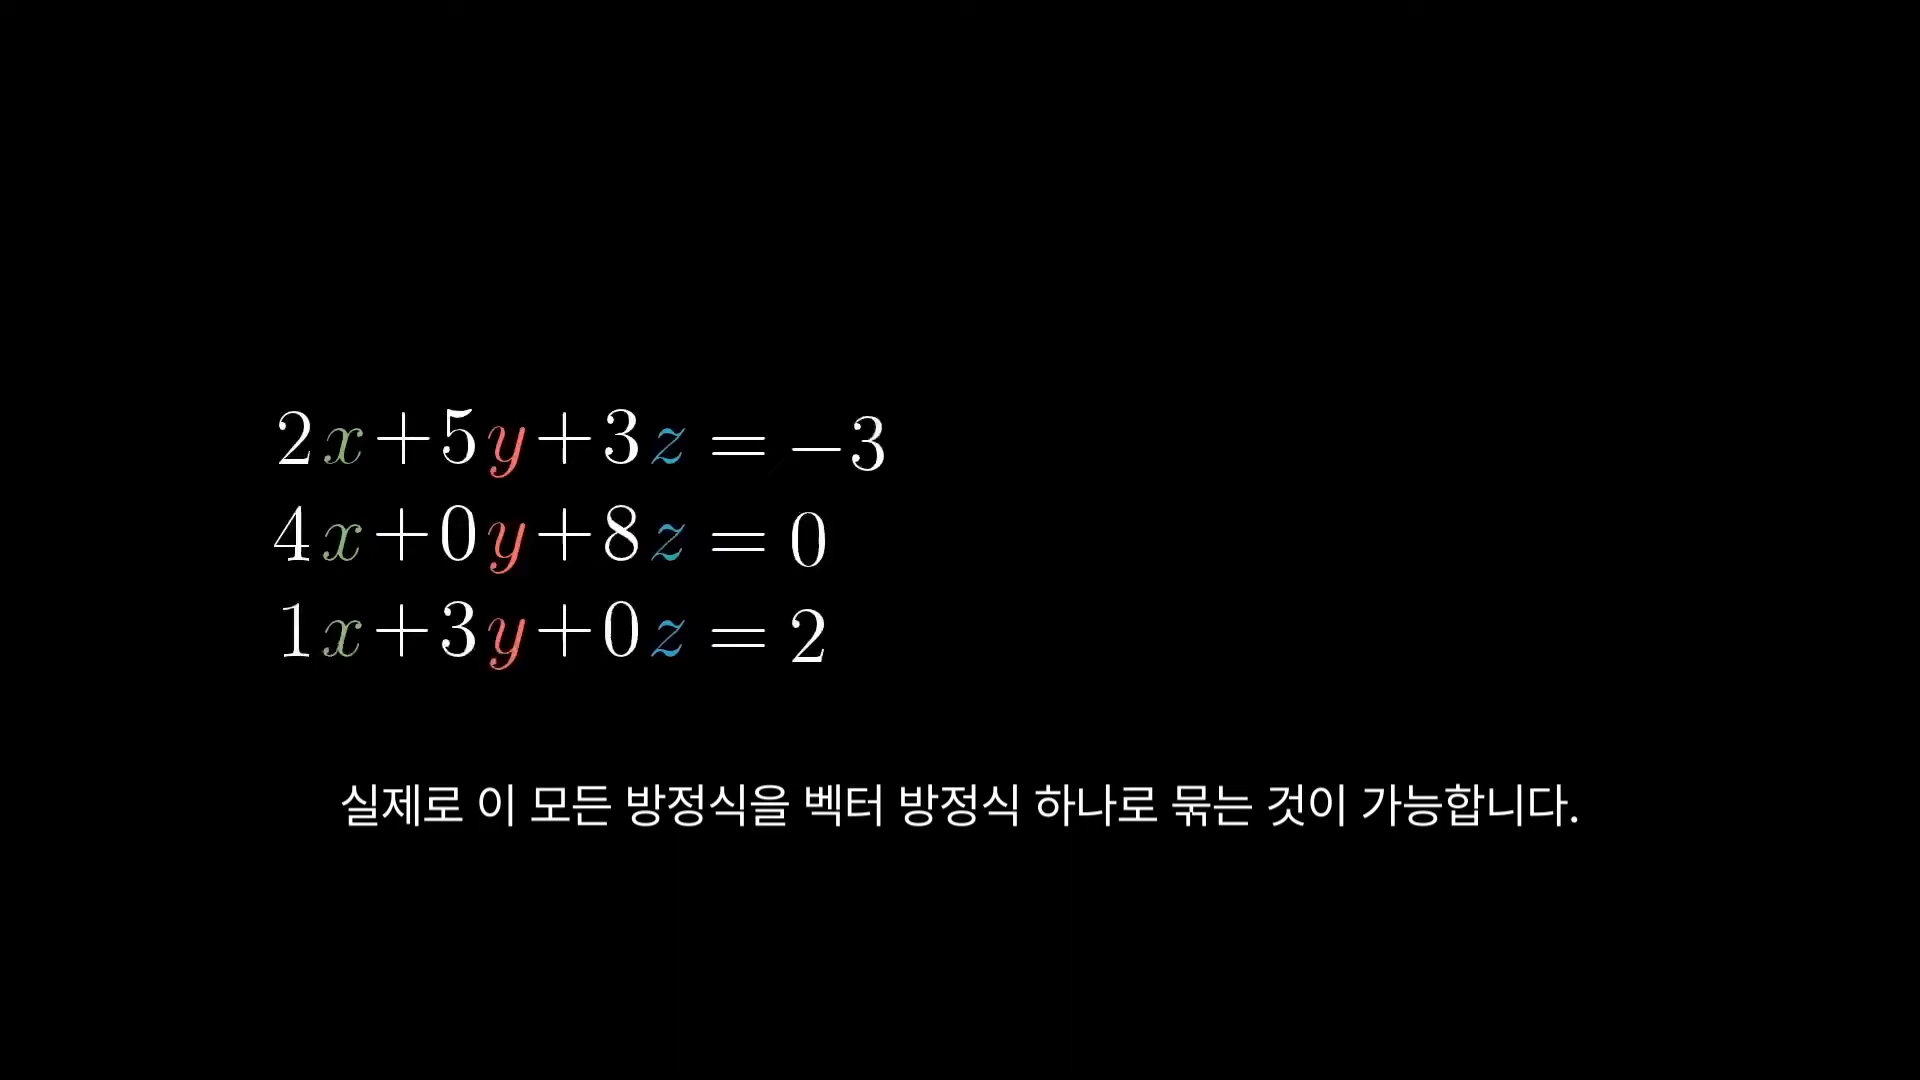 2x+5y+3z = −3
4x+0y+8z = 0
1x+3y+0z = 2
실제로 이 모든 방정식을 벡터 방정식 하나로 묶는 것이 가능합니다.